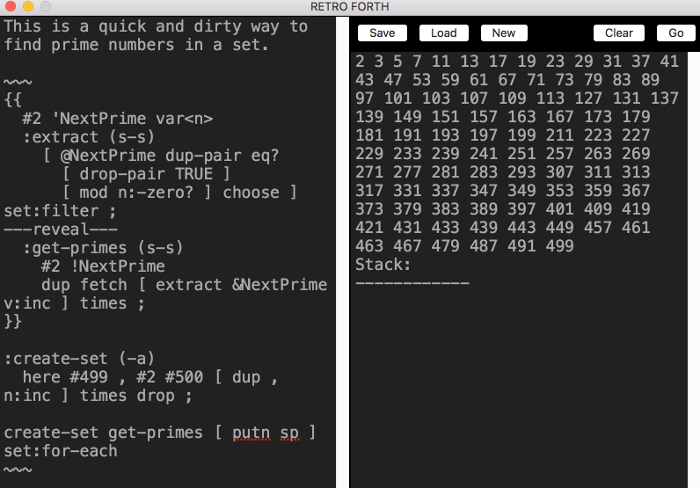 RETRO FORTH
This is a quick and dirty way to
find prime numbers in a set.
~~~
{{
#2 'NextPrime var<n>
:extract (s-s)
[ @NextPrime dup-pair eq?
[ drop-pair TRUE ]
[ mod n:-zero? ] choose ]
set:filter ;
---reveal---
:get-primes (s-s)
#2 !NextPrime
dup fetch [ extract &NextPrime
v:inc ] times ;
}}
:create-set (-a)
here #499 , #2 #500 [ dup ,
n:inc ] times drop ;
create-set get-primes [ putn sp ]
set:for-each
~~~
Save Load New Clear Go
2 3 5 7 11 13 17 19 23 29 31 37 41
43 47 53 59 61 67 71 73 79 83 89
97 101 103 107 109 113 127 131 137
139 149 151 157 163 167 173 179
181 191 193 197 199 211 223 227
229 233 239 241 251 257 263 269
271 277 281 283 293 307 311 313
317 331 337 347 349 353 359 367
373 379 383 389 397 401 409 419
421 431 433 439 443 449 457 461
463 467 479 487 491 499
Stack:
------------